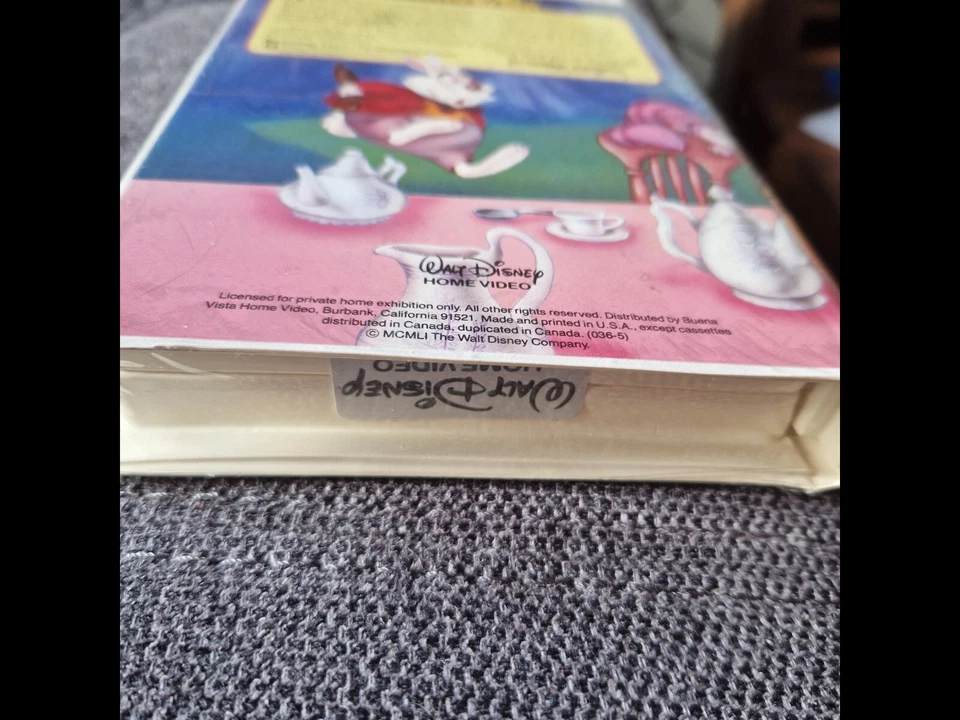 Walt Disney
HOME VIDEO
Licensed for private home exhibition only. All other rights reserved. Distributed by Buena
Vista Home Video, Burbank, California 91521. Made and printed in U.S.A., except cassettes
distributed in Canada, duplicated in Canada. (036-5)
© MCMLI The Walt Disney Company.
HOME VIDEO
Walt Disney